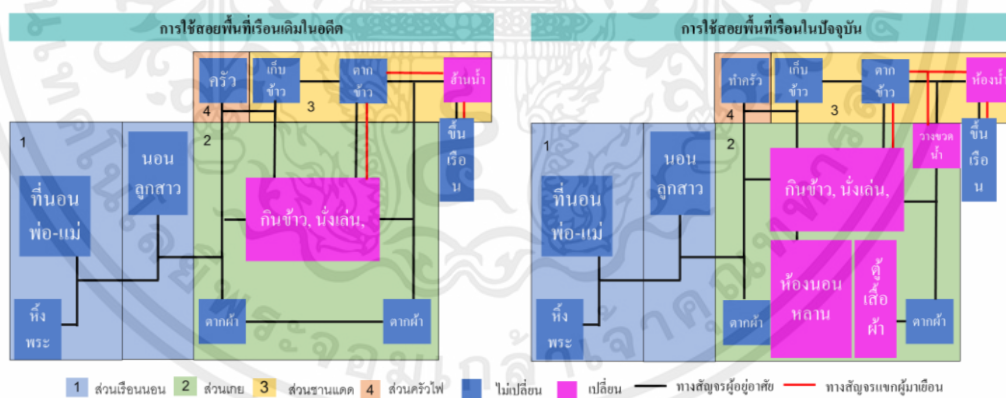 การใช้สอยพื้นที่เรือนเดิมในอดีต
ครัว
เก็บ
ข้าว
ตาก
ข้าว
ส้านน้ำ
4
3
1
2
ขึ้น
เรือ
น
นอน
ลูกสาว
ที่นอน
พ่อ-แม่
กินข้าว, นั่งเล่น,
หิ้ง
พระ
ตากผ้า
ตากผ้า
การใช้สอยพื้นที่เรือนในปัจจุบัน
ทำครัว
เก็บ
ข้าว
ตาก
ข้าว
ห้องน้ำ
4
3
1
2
วางขวด
น้ำ
ขึ้น
เรือ
น
นอน
ลูกสาว
ที่นอน
พ่อ-แม่
กินข้าว, นั่งเล่น,
ห้องนอน
หลาน
ตู้
เสื้อ
ผ้า
หิ้ง
พระ
ตากผ้า
ตากผ้า
1 ส่วนเรือนนอน 2 ส่วนเกย 3 ส่วนชานแดด 4 ส่วนครัวไฟ ไม่เปลี่ยน เปลี่ยน ทางสัญจรผู้อยู่อาศัย ทางสัญจรแขกผู้มาเยือน